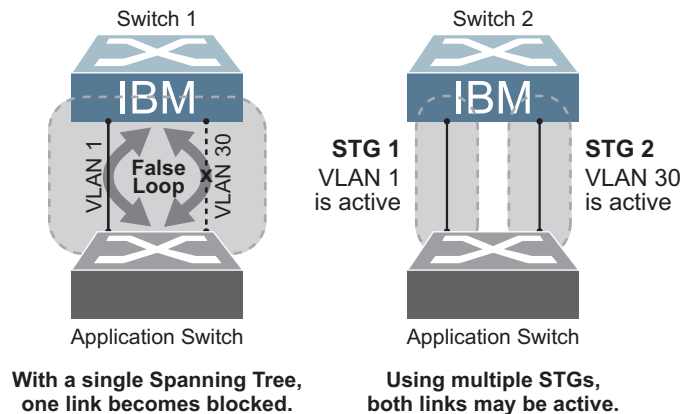 Switch 1
IBM
VLAN 1
False
Loop
x
VLAN 30
Application Switch
With a single Spanning Tree,
one link becomes blocked.
Switch 2
IBM
STG 1
VLAN 1
is active
STG 2
VLAN 30
is active
Application Switch
Using multiple STGs,
both links may be active.